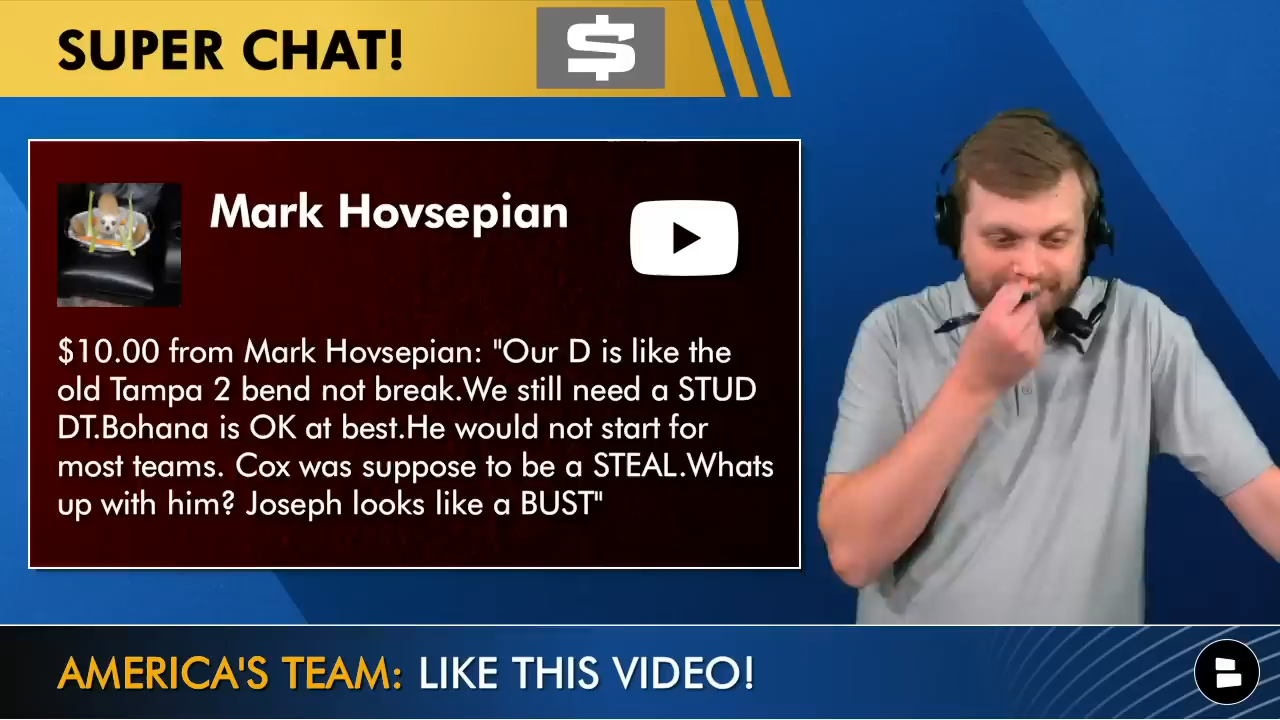 SUPER CHAT!
$
Mark Hovsepian
$10.00 from Mark Hovsepian: "Our D is like the
old Tampa 2 bend not break.We still need a STUD
DT.Bohana is OK at best.He would not start for
most teams. Cox was suppose to be a STEAL.Whats
up with him? Joseph looks like a BUST"
AMERICA'S TEAM: LIKE THIS VIDEO!